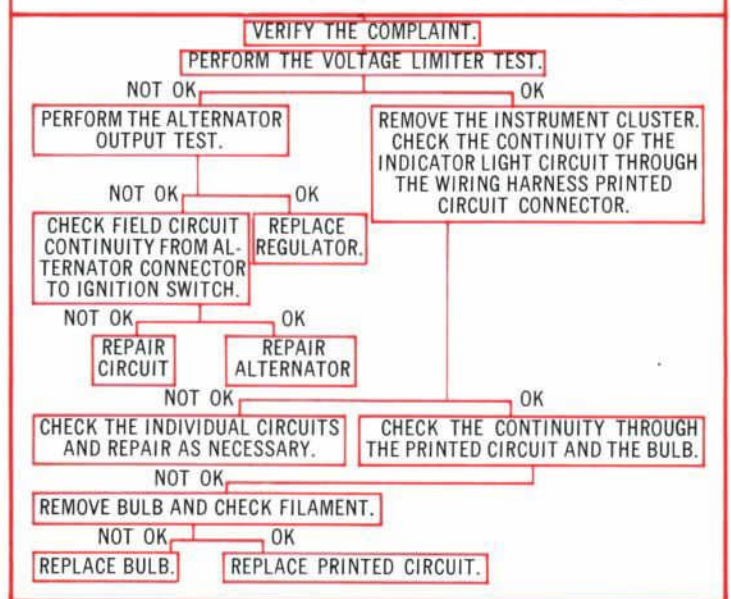 VERIFY THE COMPLAINT.
PERFORM THE VOLTAGE LIMITER TEST.
NOT OK
OK
PERFORM THE ALTERNATOR
OUTPUT TEST.
REMOVE THE INSTRUMENT CLUSTER.
CHECK THE CONTINUITY OF THE
INDICATOR LIGHT CIRCUIT THROUGH
THE WIRING HARNESS PRINTED
CIRCUIT CONNECTOR.
NOT OK
OK
CHECK FIELD CIRCUIT
CONTINUITY FROM AL-
TERNATOR CONNECTOR
TO IGNITION SWITCH.
REPLACE
REGULATOR.
NOT OK
OK
REPAIR
CIRCUIT
REPAIR
ALTERNATOR
NOT OK
OK
CHECK THE INDIVIDUAL CIRCUITS
AND REPAIR AS NECESSARY.
CHECK THE CONTINUITY THROUGH
THE PRINTED CIRCUIT AND THE BULB.
NOT OK
REMOVE BULB AND CHECK FILAMENT.
NOT OK
OK
REPLACE BULB.
REPLACE PRINTED CIRCUIT.